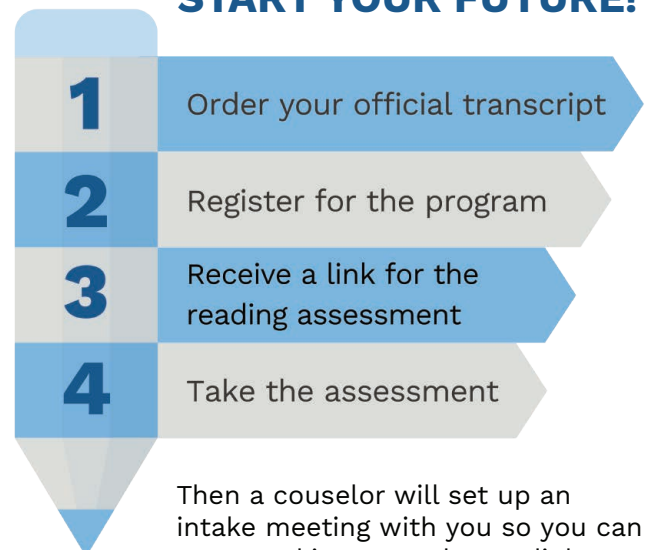 START YOUR FUTURE!
1
Order your official transcript
2
Register for the program
3
Receive a link for the
reading assessment
4
Take the assessment
Then a couselor will set up an
intake meeting with you so you can